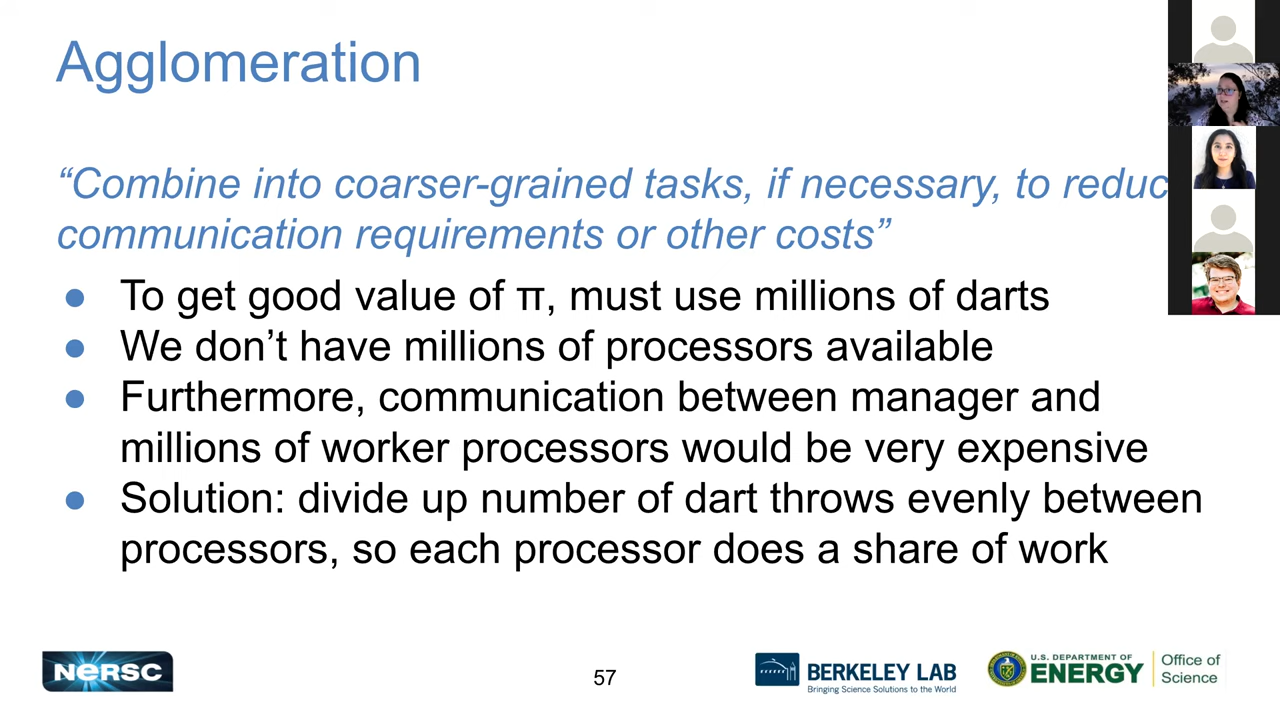 Agglomeration
“Combine into coarser-grained tasks, if necessary, to reduc
communication requirements or other costs”
● To get good value of π, must use millions of darts
● We don’t have millions of processors available
● Furthermore, communication between manager and
millions of worker processors would be very expensive
● Solution: divide up number of dart throws evenly between
processors, so each processor does a share of work
NERSC
57
BERKELEY LAB
Bringing Science Solutions to the World
U.S. DEPARTMENT OF
ENERGY
Office of
Science